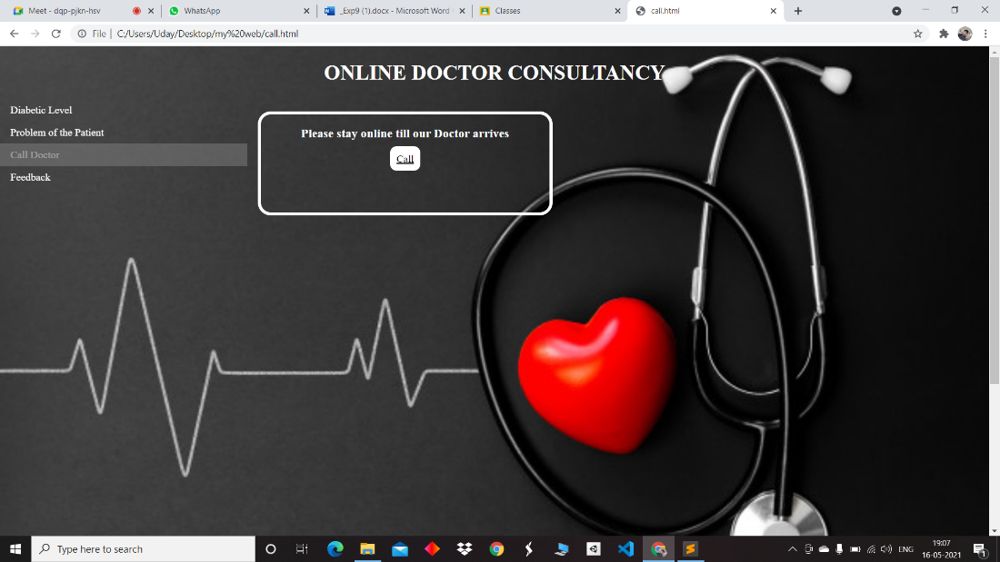 Meet - dqp-pjkn-hsv
WhatsApp
_Exp9 (1).docx - Microsoft Word
Classes
call.html
File | C:/Users/Uday/Desktop/my%20web/call.html
ONLINE DOCTOR CONSULTANCY
Diabetic Level
Problem of the Patient
Call Doctor
Feedback
Please stay online till our Doctor arrives
Call
Type here to search
ENG
19:07
16-05-2021
1